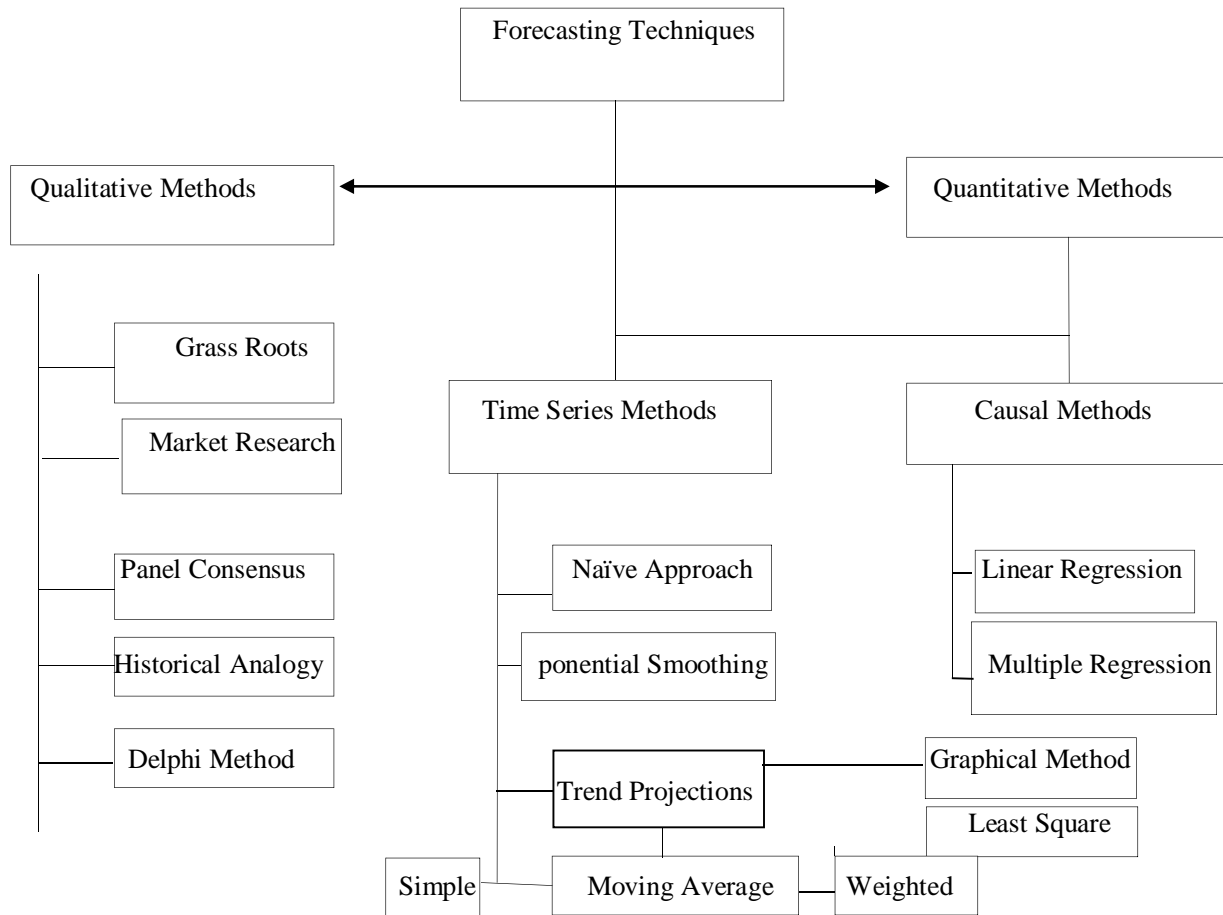 Forecasting Techniques
Qualitative Methods
Quantitative Methods
Grass Roots
Market Research
Panel Consensus
Historical Analogy
Delphi Method
Time Series Methods
Causal Methods
Naïve Approach
ponential Smoothing
Trend Projections
Moving Average
Simple
Weighted
Linear Regression
Multiple Regression
Graphical Method
Least Square